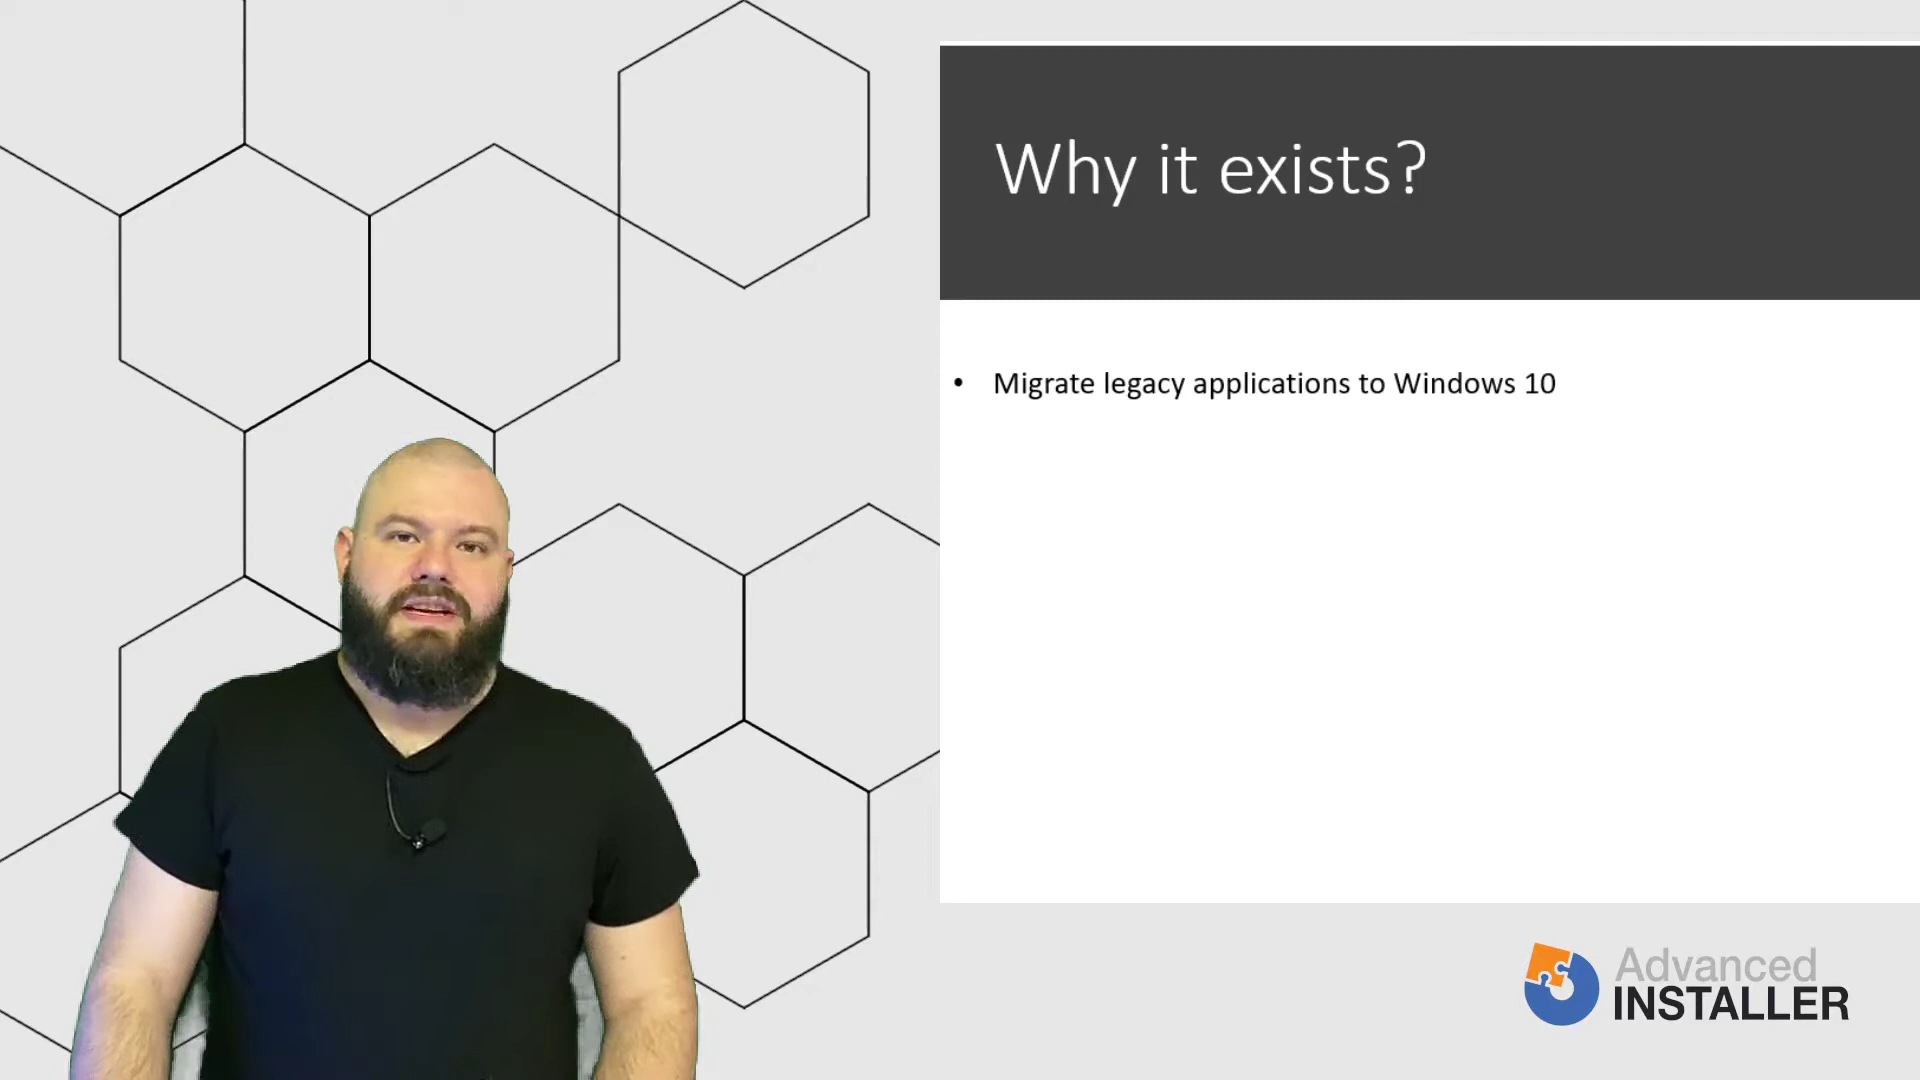 Why it exists?
• Migrate legacy applications to Windows 10
Advanced
INSTALLER